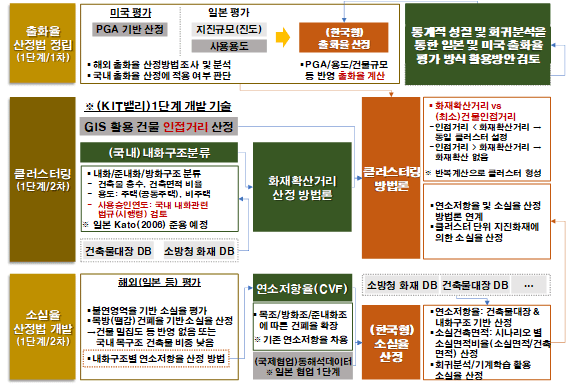 출화율
산정법 정립
(1단계/1차)
미국 평가
PGA 기반 산정
일본 평가
지진규모(진도)
사용용도
(한국형)
출화율 산정
• 해외 출화율 산정방법조사 및 분석
• 국내 출화율 산정에 적용 여부 판단
• PGA/용도/건물규모
등 반영 출화율 계산
통계적 성질 및 회귀분석을
통한 일본 및 미국 출화율
평가 방식 활용방안 검토
클러스터링
(1단계/2차)
※ (KIT밸리)1단계 개발 기술
GIS 활용 건물 인접거리 산정
(국내)내화구조분류
• 내화/준내화/방화구조 분류
- 건축물 층수, 건축면적 비율
- 용도: 주택(공동주택), 비주택
- 사용승인연도: 국내 내화관련
법규(시행령) 검토
※ 일본 Kato(2006) 준용 예정
건축물대장 DB
소방청 화재 DB
화재확산거리
산정 방법론
클러스터링
방법론
• 화재확산거리 vs
(최소)건물인접거리
-인접거리 < 화재확산거리 →
동일 클러스터 설정
-인접거리 > 화재확산거리 →
화재확산 없음
※ 반복계산으로 클러스터 형성
• 연소저항율 및 소실율 산정
방법론 연계
• 클러스터 단위 지진화재에
의한 소실율 산정
소실율
산정법 개발
(1단계/2차)
해외(일본 등) 평가
• 불연영역율 기반 소실율 평가
• 목방(땔감) 건폐율 기반소실율 산정
→건물 밀집도 등 반영 없음 또는
국내 목구조 건축물 비중 낮음
• 내화구조별 연소저항율 산정 방법
연소저항율(CVF)
• 목조/방화조/준내화조
에 따른 건폐율 확장
※ 기존 연소저항율 차용
(국제협업)동해석데이터
※ 일본 협업 1단계
소방청 화재 DB
건축물대장 DB
...
(한국형)
소실율
산정
• 연소저항율: 건축물대장 &
내화구조 기반 산정
• 소실건축면적: 시나리오 별
소실면적비율(소실면적/건축
면적) 산정
• 회귀분석/기계학습 활용
소실율 산정